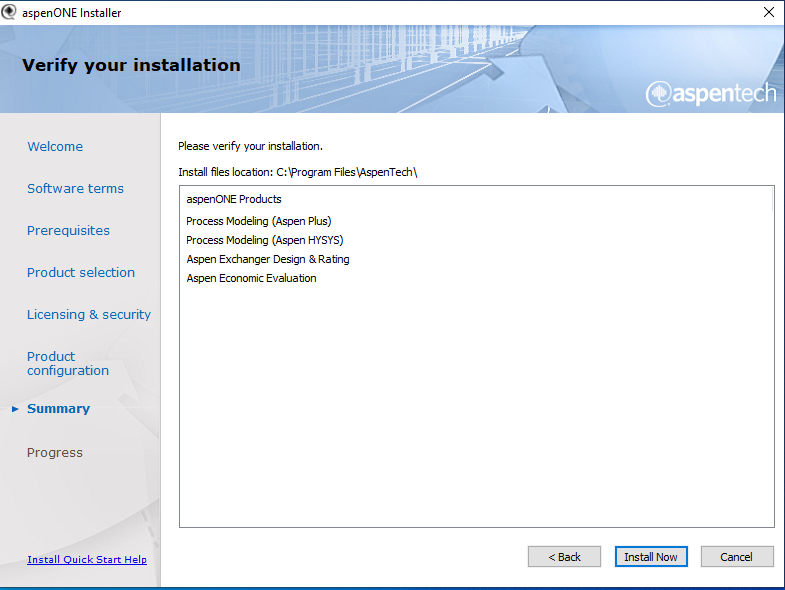 aspenONE Installer
Verify your installation
aspentech
Welcome
Software terms
Prerequisites
Product selection
Licensing & security
Product
configuration
Summary
Progress
Install Quick Start Help
Please verify your installation.
Install files location: C:\Program Files\AspenTech\
aspenONE Products
Process Modeling (Aspen Plus)
Process Modeling (Aspen HYSYS)
Aspen Exchanger Design & Rating
Aspen Economic Evaluation
< Back
Install Now
Cancel